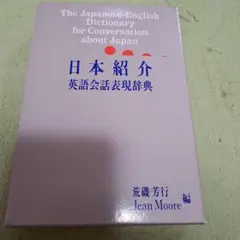 The Japanese-English
Dictionary
for Conversation
about Japan
日本紹介
英語会話表現辞典
荒磯芳行
Jean Moore
編